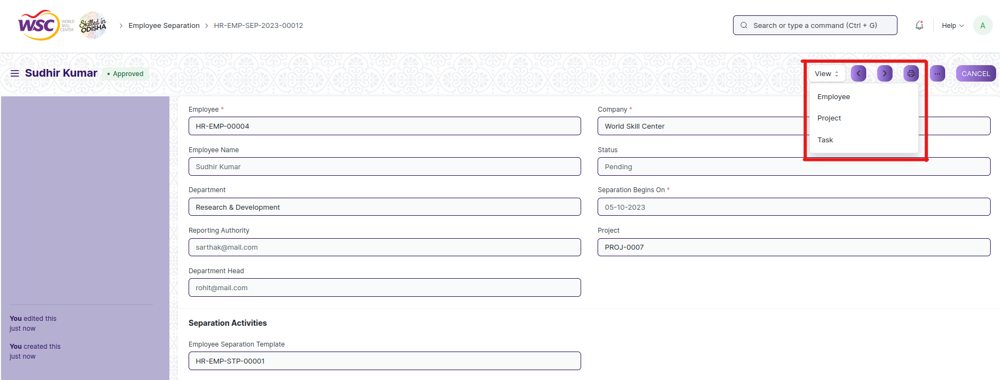 WSC WORLD SKILL CENTER
Skilled in ODISHA
Employee Separation
HR-EMP-SEP-2023-00012
Search or type a command (Ctrl + G)
Help
A
Sudhir Kumar
• Approved
View
...
CANCEL
Employee
Project
Task
Employee *
HR-EMP-00004
Company *
World Skill Center
Employee Name
Sudhir Kumar
Status
Pending
Department
Research & Development
Separation Begins On *
05-10-2023
Reporting Authority
sarthak@mail.com
Project
PROJ-0007
Department Head
rohit@mail.com
You edited this
just now
You created this
just now
Separation Activities
Employee Separation Template
HR-EMP-STP-00001